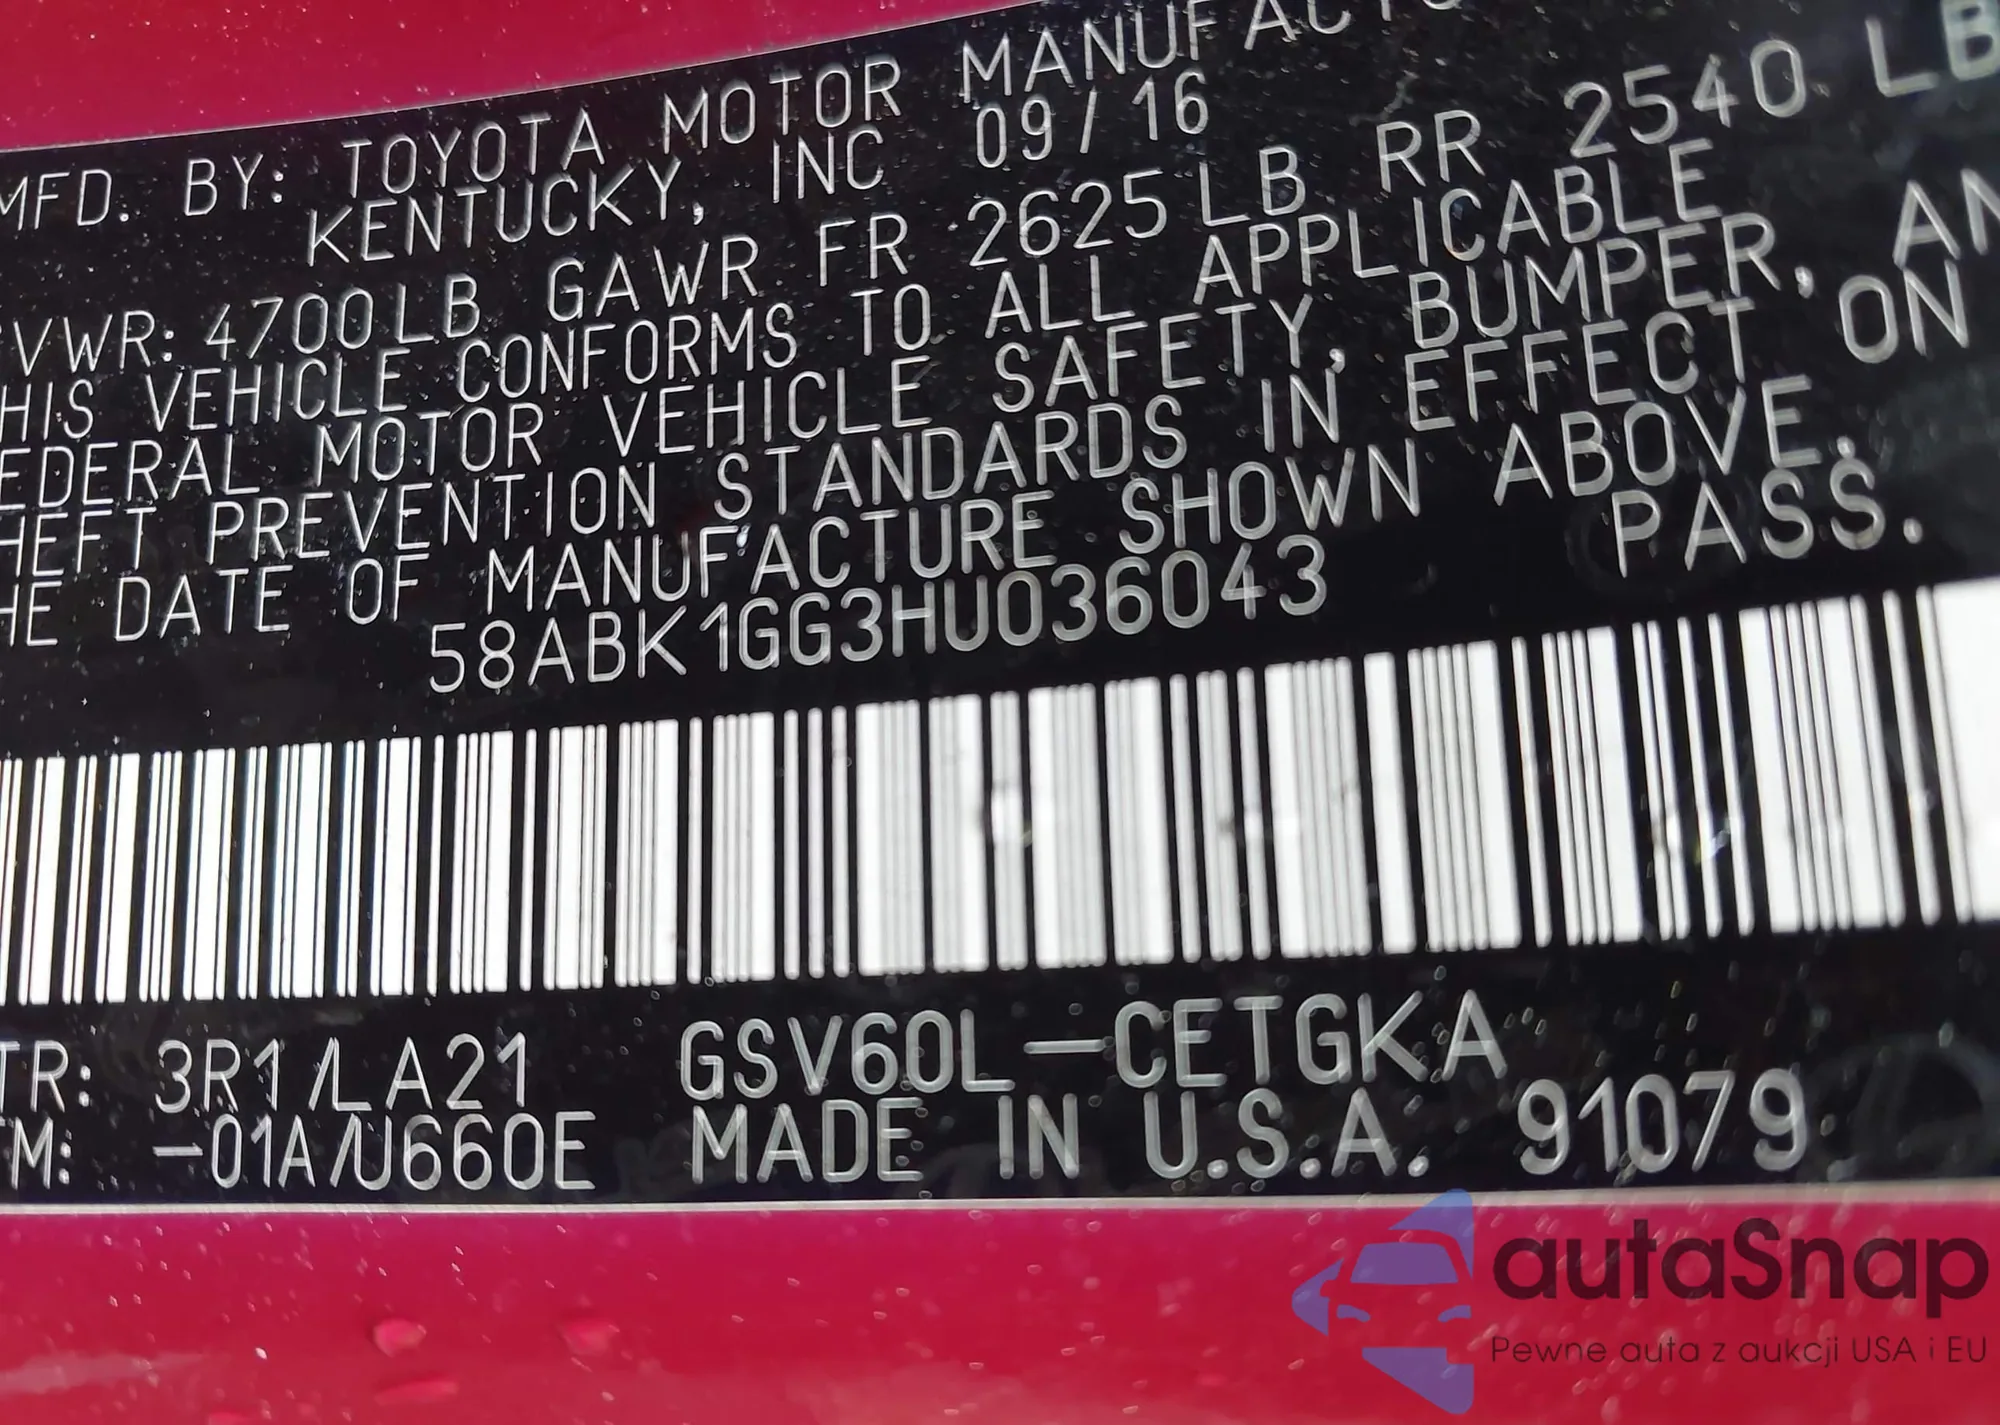 MFD. BY: TOYOTA MOTOR MANUFACTU
KENTUCKY, INC 09/16
VWR: 4700LB GAWR FR 2625LB RR 2540 LB
HIS VEHICLE CONFORMS TO ALL APPLICABLE
EDERAL MOTOR VEHICLE SAFETY, BUMPER, AN
HEFT PREVENTION STANDARDS IN EFFECT ON
HE DATE OF MANUFACTURE SHOWN ABOVE.
58ABK1GG3HU036043 PASS.
TR: 3R1/LA21 GSV60L-CETGKA
TM: -01A/U660E MADE IN U.S.A. 91079
autaSnap
Pewne auta z aukcji USA i EU